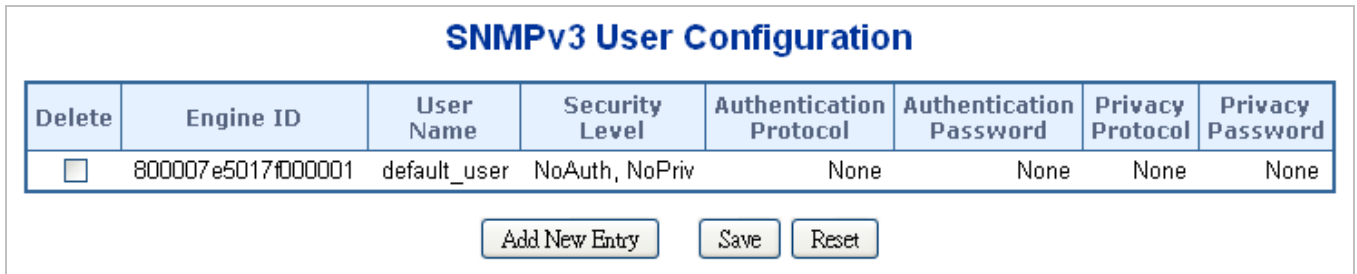 SNMPv3 User Configuration
Delete Engine ID User Name Security Level Authentication Protocol Authentication Password Privacy Protocol Privacy Password
800007e5017f000001 default_user NoAuth, NoPriv None None None None
Add New Entry Save Reset